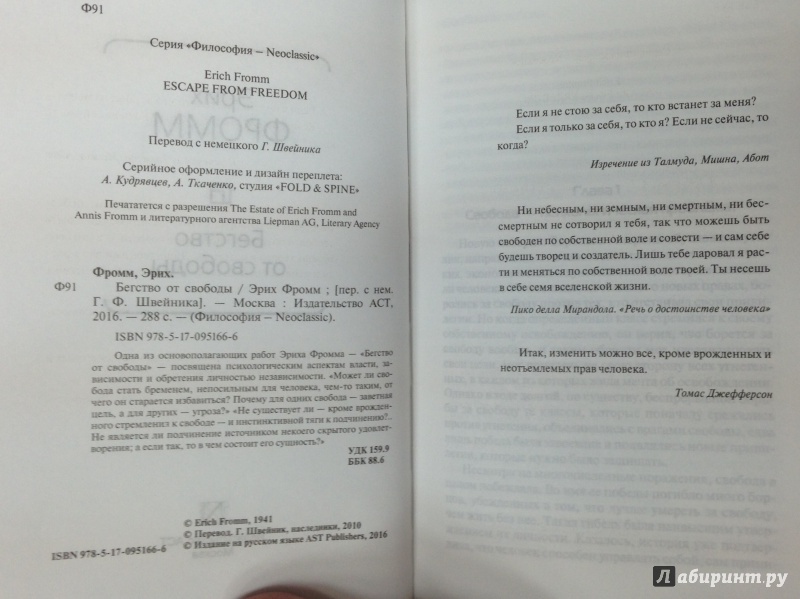 Ф91
Серия «Философия – Neoclassic»
Erich Fromm
ESCAPE FROM FREEDOM
Перевод с немецкого Г. Швейника
Серийное оформление и дизайн переплета:
А. Кудрявцев, А. Ткаченко, студия «FOLD & SPINE»
Печатается с разрешения The Estate of Erich Fromm and
Annis Fromm и литературного агентства Liepman AG, Literary Agency
Фромм, Эрих.
Ф91 Бегство от свободы / Эрих Фромм ; [пер. с нем.
Г. Ф. Швейника]. — Москва : Издательство АСТ,
2016. — 288 с. — (Философия – Neoclassic).
ISBN 978-5-17-095166-6
Одна из основополагающих работ Эриха Фромма — «Бегство
от свободы» — посвящена психологическим аспектам власти, за-
висимости и обретения личностью независимости. «Может ли сво-
бода стать бременем, непосильным для человека, чем-то таким, от
чего он старается избавиться? Почему для одних свобода — заветная
цель, а для других — угроза?» «Не существует ли — кроме врожден-
ного стремления к свободе — и инстинктивной тяги к подчинению?..
Не является ли подчинение источником некоего скрытого удовлет-
ворения; а если так, то в чем состоит его сущность?»
УДК 159.9
ББК 88.6
© Erich Fromm, 1941
© Перевод. Г. Швейник, наследники, 2010
© Издание на русском языке AST Publishers, 2016
ISBN 978-5-17-095166-6
Если я не стою за себя, то кто встанет за меня?
Если я только за себя, то кто я? Если не сейчас, то
когда?
Изречение из Талмуда, Мишна, Абот
Ни небесным, ни земным, ни смертным, ни бес-
смертным не сотворил я тебя, так что можешь быть
свободен по собственной воле и совести — и сам себе
будешь творец и создатель. Лишь тебе даровал я рас-
ти и меняться по собственной воле твоей. Ты несешь
в себе семя вселенской жизни.
Пико делла Мирандола. «Речь о достоинстве человека»
Итак, изменить можно все, кроме врожденных и
неотъемлемых прав человека.
Томас Джефферсон
Лабиринт.ру